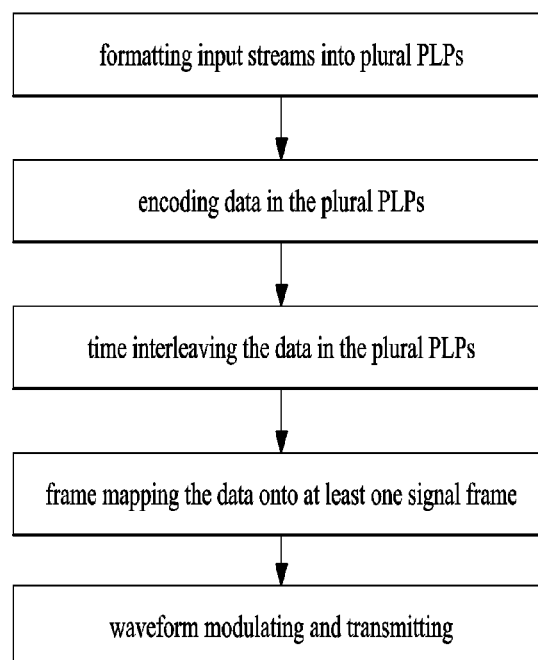 formatting input streams into plural PLPs
encoding data in the plural PLPs
time interleaving the data in the plural PLPs
frame mapping the data onto at least one signal frame
waveform modulating and transmitting